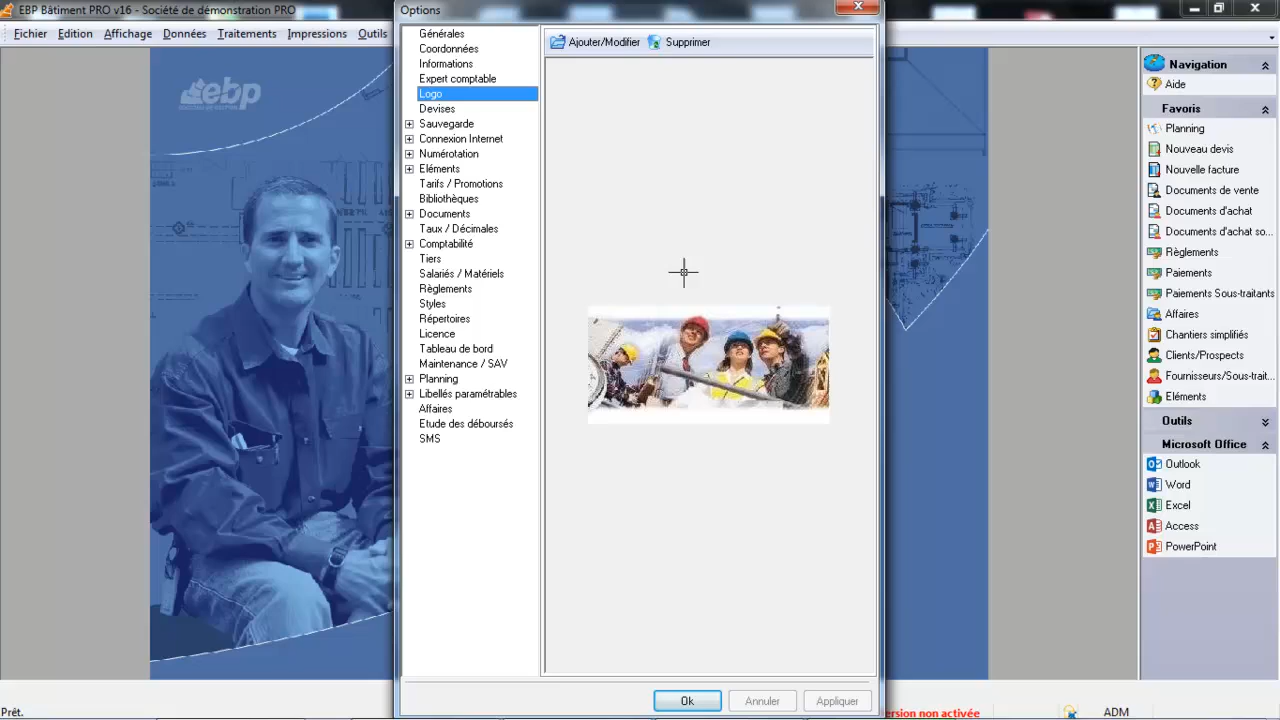 EBP Bâtiment PRO v16 - Société de démonstration PRO
Fichier Edition Affichage Données Traitements Impressions Outils
ebp
Options
Générales
Coordonnées
Informations
Expert comptable
Logo
Devises
Sauvegarde
Connexion Internet
Numérotation
Eléments
Tarifs / Promotions
Bibliothèques
Documents
Taux / Décimales
Comptabilité
Tiers
Salariés / Matériels
Règlements
Styles
Répertoires
Licence
Tableau de bord
Maintenance / SAV
Planning
Libellés paramétrables
Affaires
Etude des déboursés
SMS
Ajouter/Modifier Supprimer
Ok Annuler Appliquer
Navigation
Aide
Favoris
Planning
Nouveau devis
Nouvelle facture
Documents de vente
Documents d'achat
Documents d'achat so...
Règlements
Paiements
Paiements Sous-traitants
Affaires
Chantiers simplifiés
Clients/Prospects
Fournisseurs/Sous-trait...
Eléments
Outils
Microsoft Office
Outlook
Word
Excel
Access
PowerPoint
Prêt.
ersion non activée
ADM